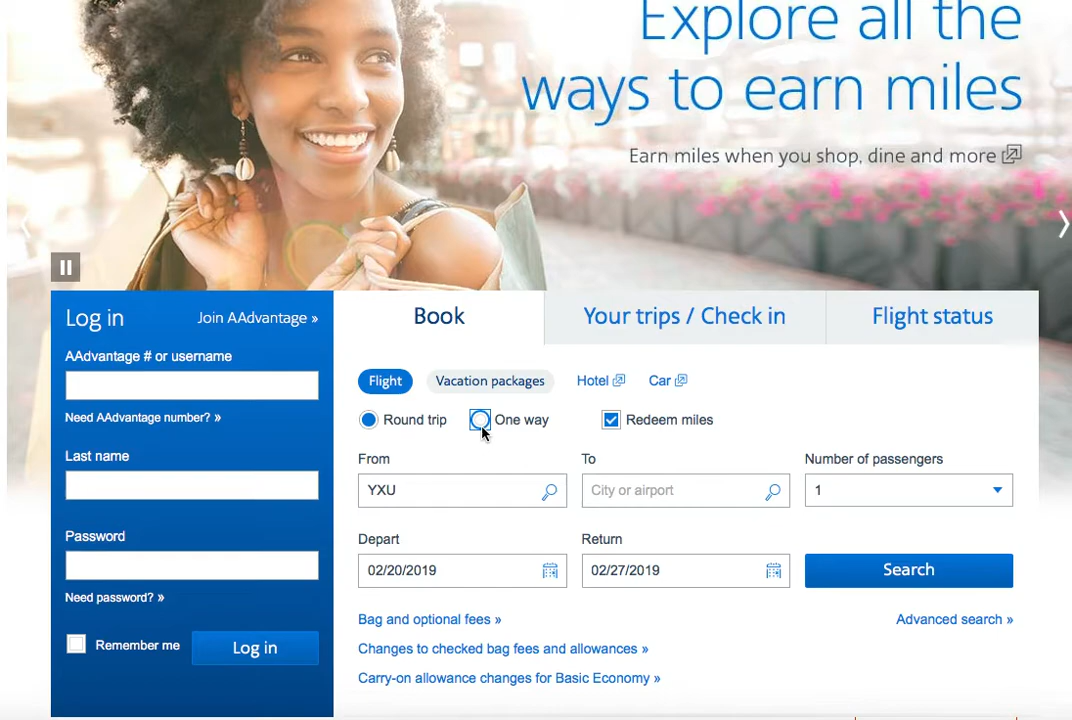 Explore all the
ways to earn miles
Earn miles when you shop, dine and more
Log in
Join AAdvantage »
AAdvantage # or username
Need AAdvantage number? »
Last name
Password
Need password? »
Remember me
Log in
Book
Your trips / Check in
Flight status
Flight
Vacation packages
Hotel
Car
Round trip
One way
Redeem miles
From
To
Number of passengers
YXU
City or airport
1
Depart
Return
02/20/2019
02/27/2019
Search
Bag and optional fees »
Advanced search »
Changes to checked bag fees and allowances »
Carry-on allowance changes for Basic Economy »